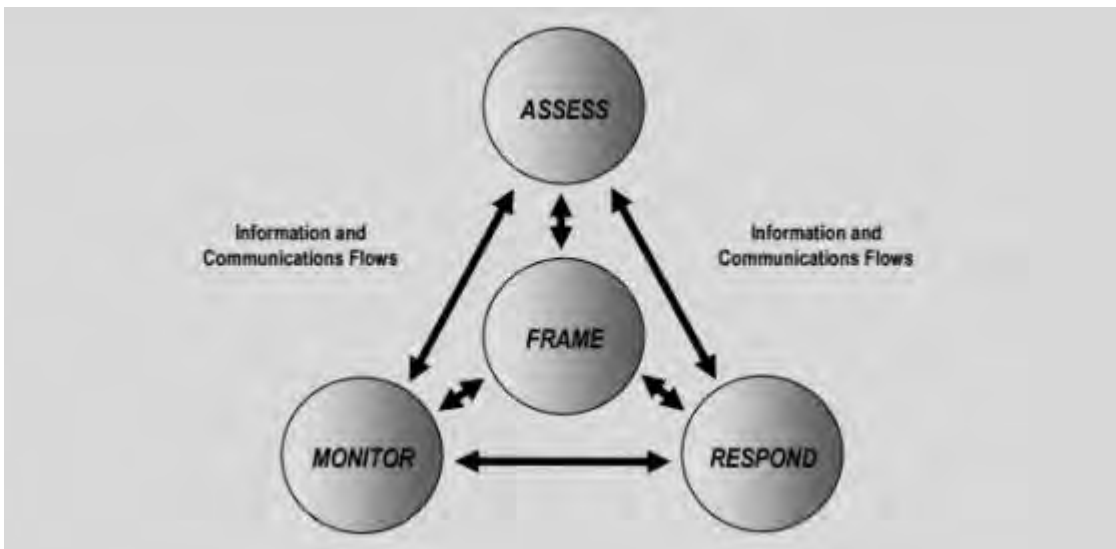 ASSESS
Information and
Communications Flows
Information and
Communications Flows
FRAME
MONITOR
RESPOND